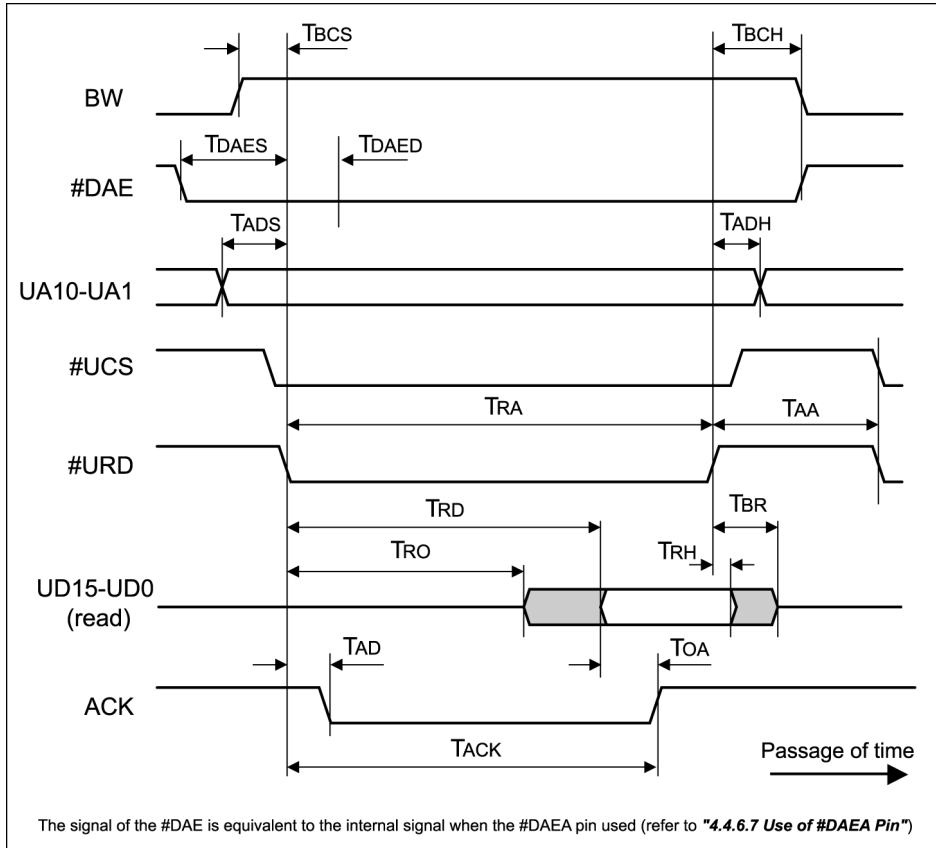 TBCS
TBCH
BW
TDAES
TDAED
#DAE
TADS
TADH
UA10-UA1
#UCS
TRA
TAA
#URD
TRD
TBR
TRO
TRH
UD15-UD0
(read)
TAD
TOA
ACK
TACK
Passage of time
The signal of the #DAE is equivalent to the internal signal when the #DAEA pin used (refer to "4.4.6.7 Use of #DAEA Pin")